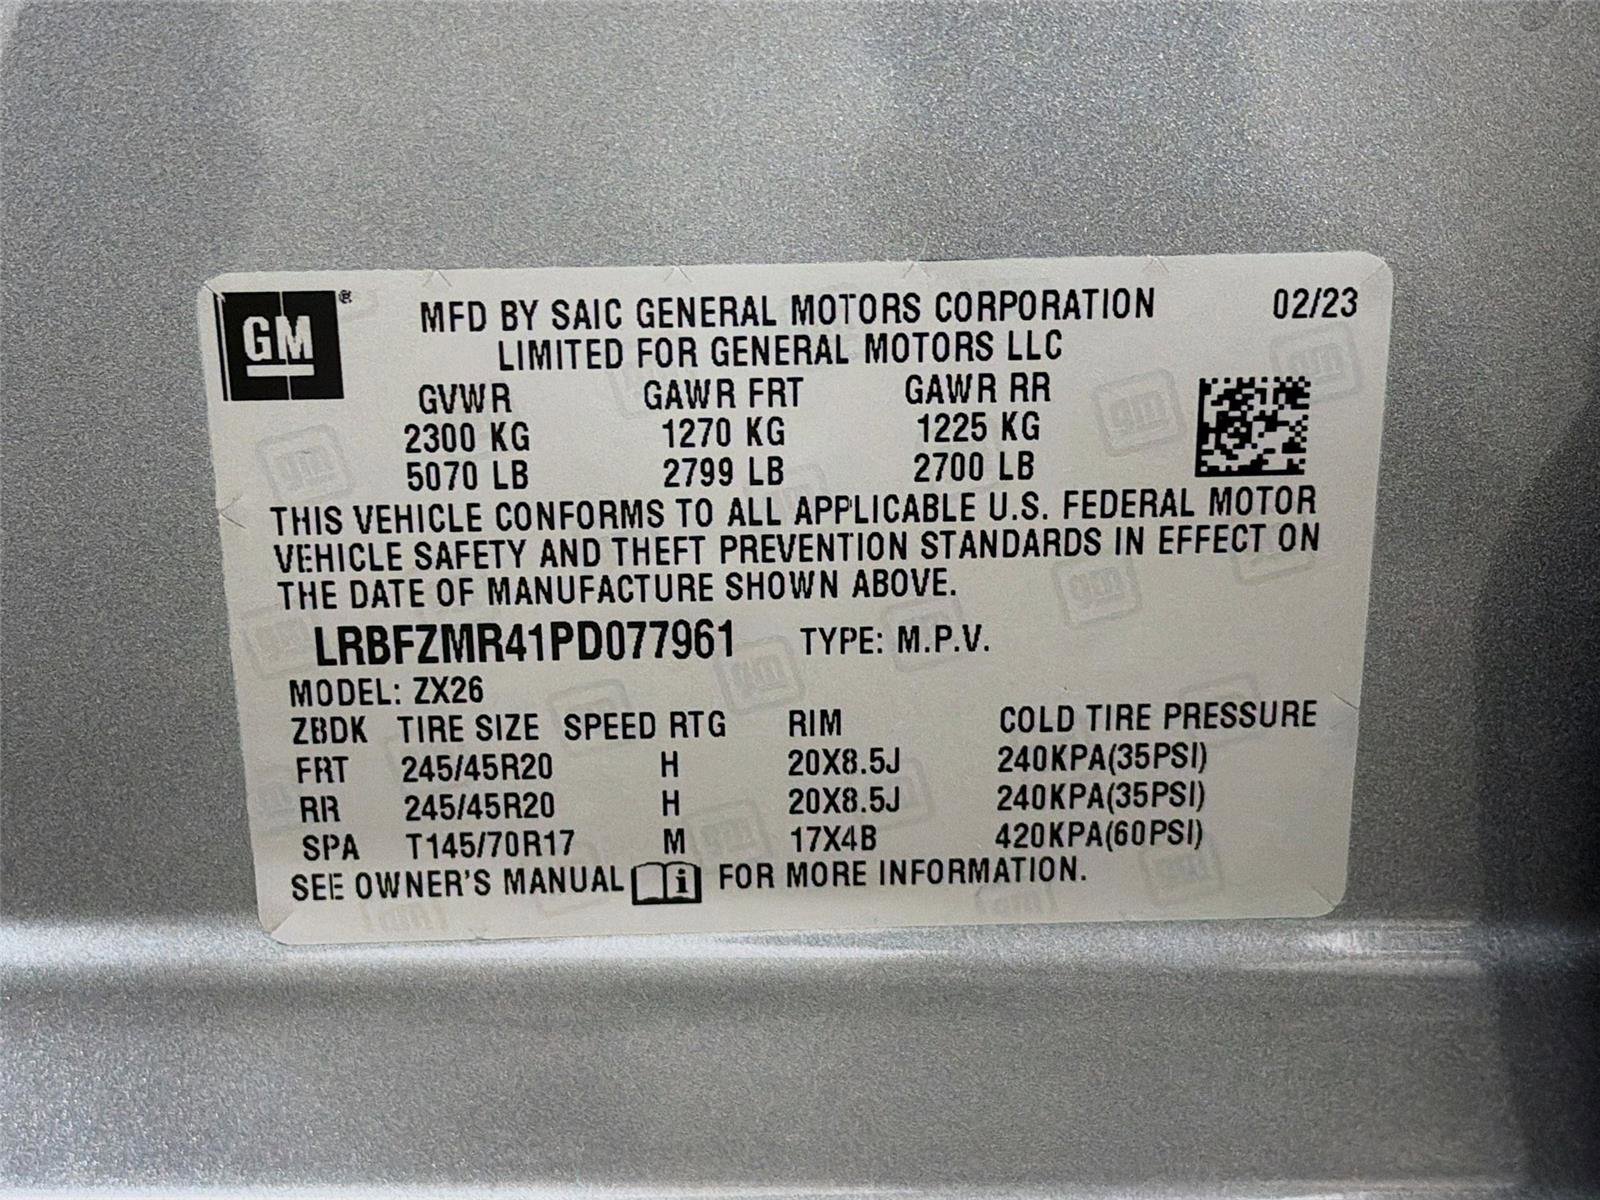 GM®
MFD BY SAIC GENERAL MOTORS CORPORATION 02/23
LIMITED FOR GENERAL MOTORS LLC
GVWR GAWR FRT GAWR RR
2300 KG 1270 KG 1225 KG
5070 LB 2799 LB 2700 LB
THIS VEHICLE CONFORMS TO ALL APPLICABLE U.S. FEDERAL MOTOR
VEHICLE SAFETY AND THEFT PREVENTION STANDARDS IN EFFECT ON
THE DATE OF MANUFACTURE SHOWN ABOVE.
LRBFZMR41PD077961 TYPE: M.P.V.
MODEL: ZX26
ZBDK TIRE SIZE SPEED RTG RIM COLD TIRE PRESSURE
FRT 245/45R20 H 20X8.5J 240KPA(35PSI)
RR 245/45R20 H 20X8.5J 240KPA(35PSI)
SPA T145/70R17 M 17X4B 420KPA(60PSI)
SEE OWNER'S MANUAL i FOR MORE INFORMATION.